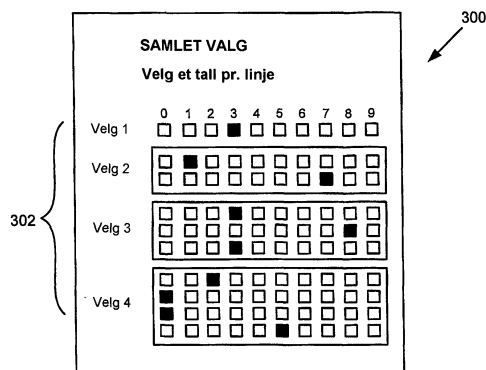 300
SAMLET VALG
Velg et tall pr. linje
0 1 2 3 4 5 6 7 8 9
Velg 1
Velg 2
302
Velg 3
Velg 4